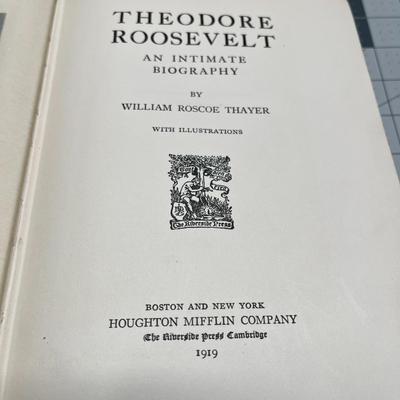 THEODORE
ROOSEVELT
AN INTIMATE
BIOGRAPHY
BY
WILLIAM ROSCOE THAYER
WITH ILLUSTRATIONS
The Riverside Press
BOSTON AND NEW YORK
HOUGHTON MIFFLIN COMPANY
The Riverside Press Cambridge
1919